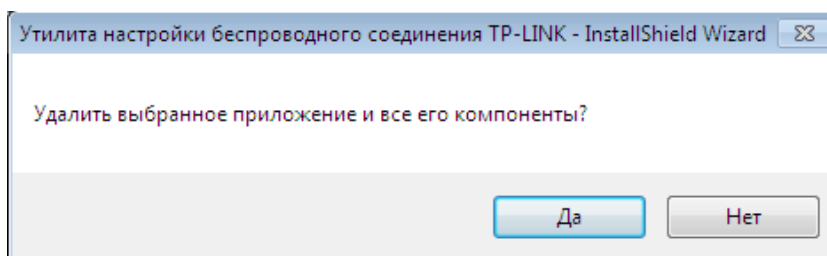 Утилита настройки беспроводного соединения TP-LINK - InstallShield Wizard
Удалить выбранное приложение и все его компоненты?
Да
Нет